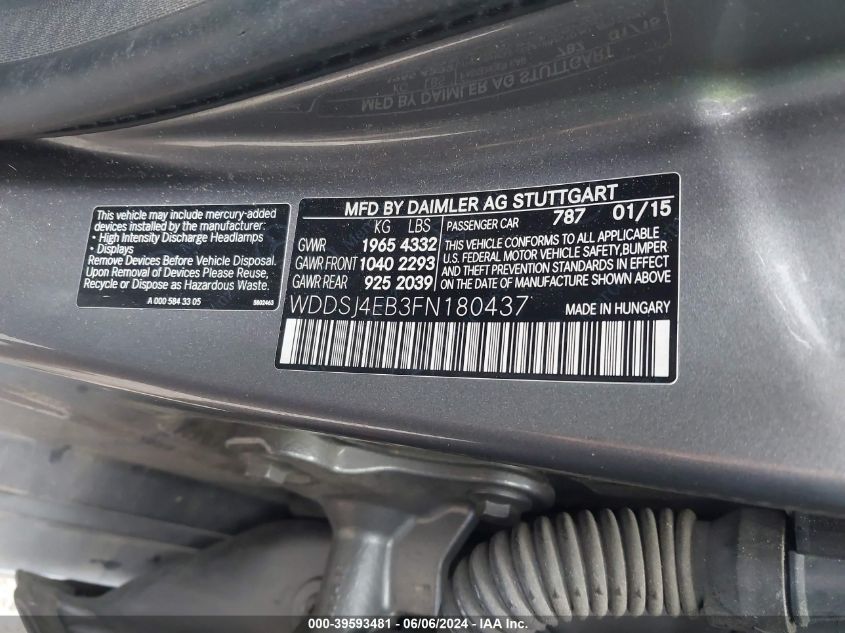 MFD BY DAIMLER AG STUTTGART
This vehicle may include mercury-added
devices installed by the manufacturer:
• High Intensity Discharge Headlamps
• Displays
Remove Devices Before Vehicle Disposal.
Upon Removal of Devices Please Reuse,
Recycle or Dispose as Hazardous Waste.
A 000 584 33 05
MFD BY DAIMLER AG STUTTGART
KG LBS
GVWR 1965 4332
GAWR FRONT 1040 2293
GAWR REAR 925 2039
PASSENGER CAR 787 01/15
THIS VEHICLE CONFORMS TO ALL APPLICABLE
U.S. FEDERAL MOTOR VEHICLE SAFETY,BUMPER
AND THEFT PREVENTION STANDARDS IN EFFECT
ON THE DATE OF MANUFACTURE SHOWN ABOVE
WDDSJ4EB3FN180437
MADE IN HUNGARY
000-39593481 - 06/06/2024 - IAA Inc.